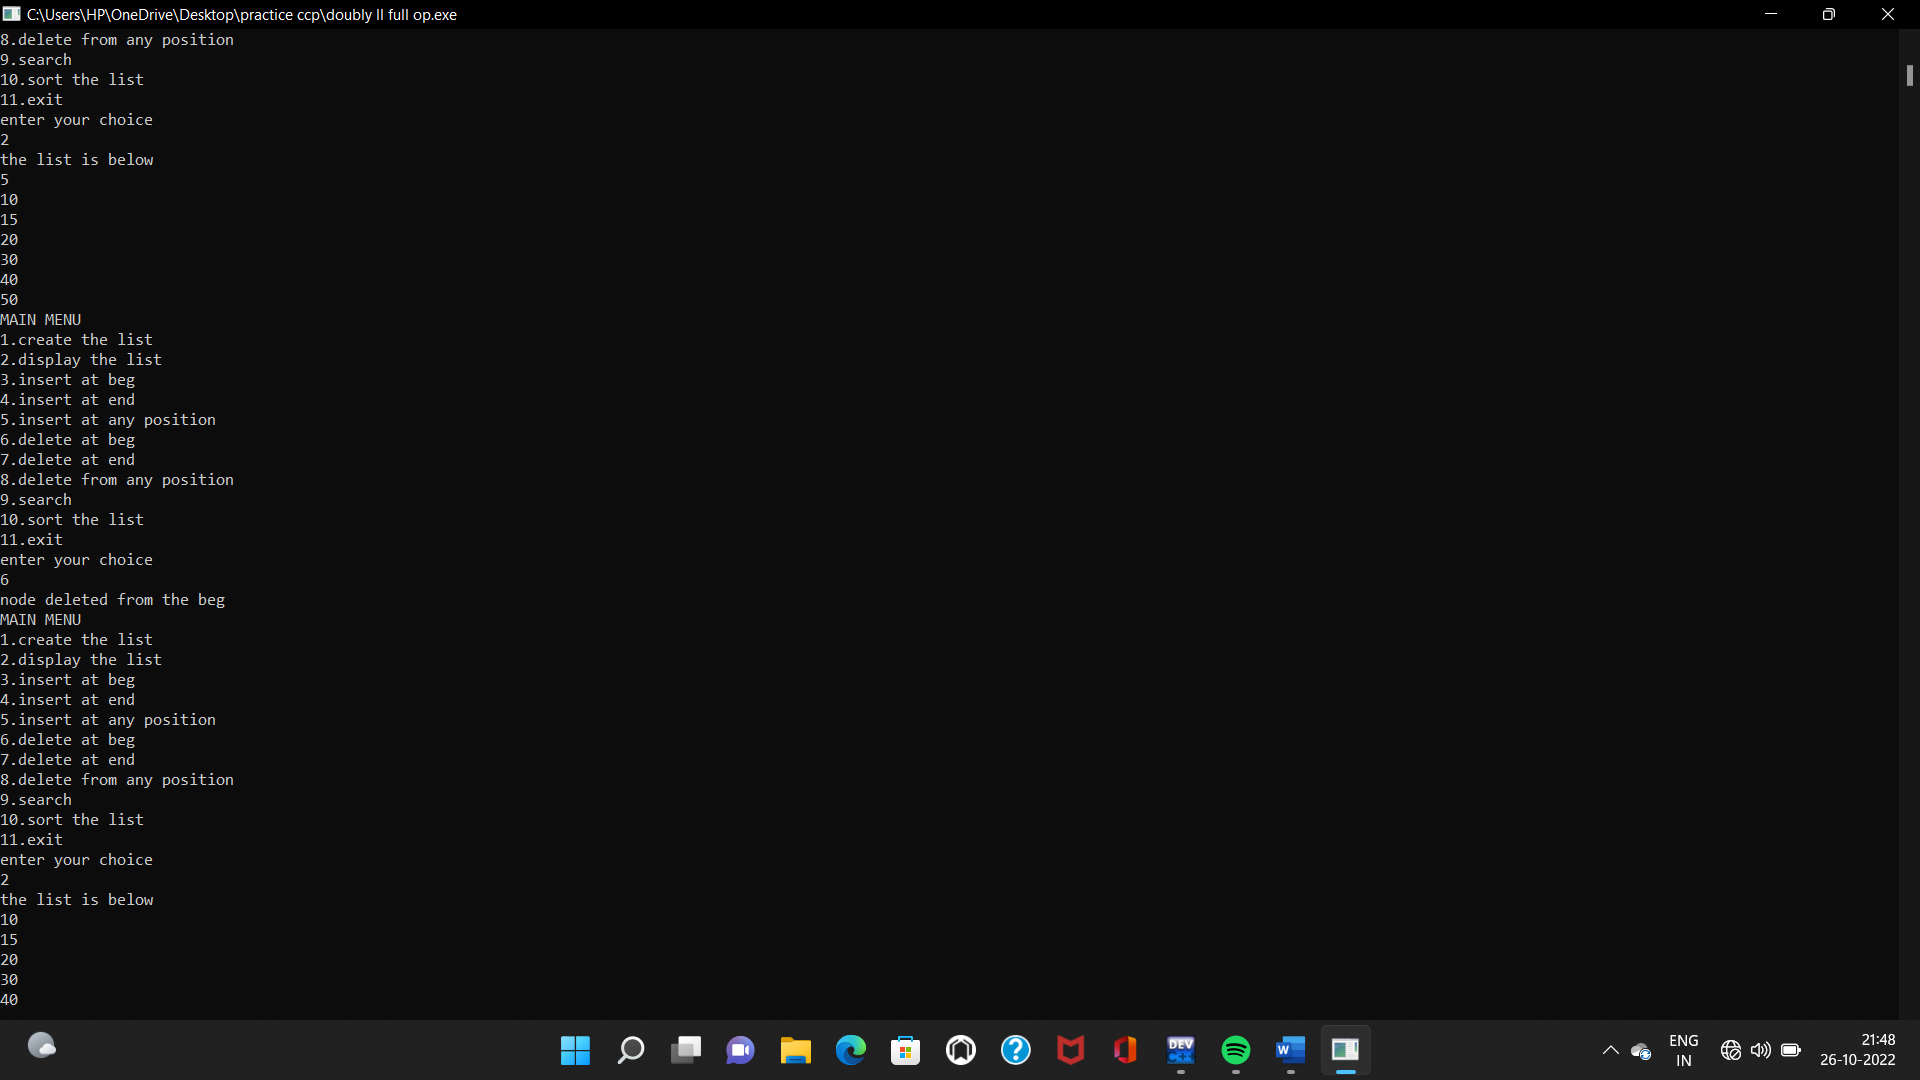 C:\Users\HP\OneDrive\Desktop\practice ccp\doubly ll full op.exe
8.delete from any position
9.search
10.sort the list
11.exit
enter your choice
2
the list is below
5
10
15
20
30
40
50
MAIN MENU
1.create the list
2.display the list
3.insert at beg
4.insert at end
5.insert at any position
6.delete at beg
7.delete at end
8.delete from any position
9.search
10.sort the list
11.exit
enter your choice
6
node deleted from the beg
MAIN MENU
1.create the list
2.display the list
3.insert at beg
4.insert at end
5.insert at any position
6.delete at beg
7.delete at end
8.delete from any position
9.search
10.sort the list
11.exit
enter your choice
2
the list is below
10
15
20
30
40
DEV
C++
W
ENG
IN
21:48
26-10-2022